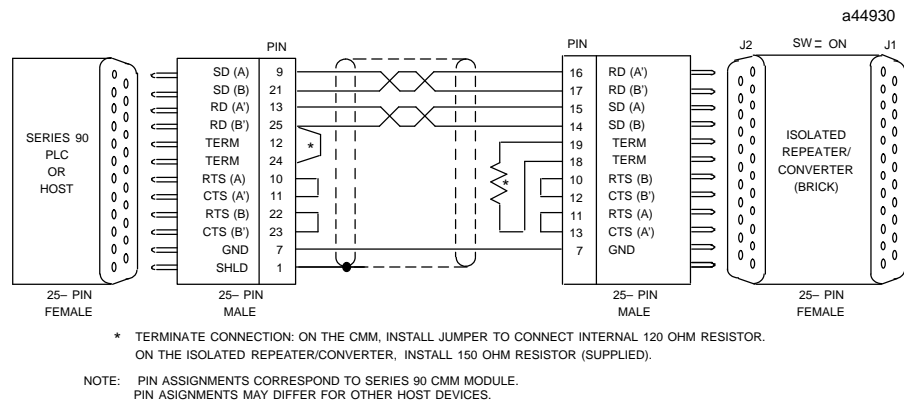 a44930
PIN
PIN
J2
SW = ON
J1
SD (A) 9
SD (B) 21
RD (A') 13
RD (B') 25
TERM 12
TERM 24
RTS (A) 10
CTS (A') 11
RTS (B) 22
CTS (B') 23
GND 7
SHLD 1
*
*
16 RD (A')
17 RD (B')
15 SD (A)
14 SD (B)
19 TERM
18 TERM
10 RTS (B)
12 CTS (B')
11 RTS (A)
13 CTS (A')
7 GND
SERIES 90
PLC
OR
HOST
ISOLATED
REPEATER/
CONVERTER
(BRICK)
25– PIN
FEMALE
25– PIN
MALE
25– PIN
MALE
25– PIN
FEMALE
* TERMINATE CONNECTION: ON THE CMM, INSTALL JUMPER TO CONNECT INTERNAL 120 OHM RESISTOR.
ON THE ISOLATED REPEATER/CONVERTER, INSTALL 150 OHM RESISTOR (SUPPLIED).
NOTE: PIN ASSIGNMENTS CORRESPOND TO SERIES 90 CMM MODULE.
PIN ASIGNMENTS MAY DIFFER FOR OTHER HOST DEVICES.